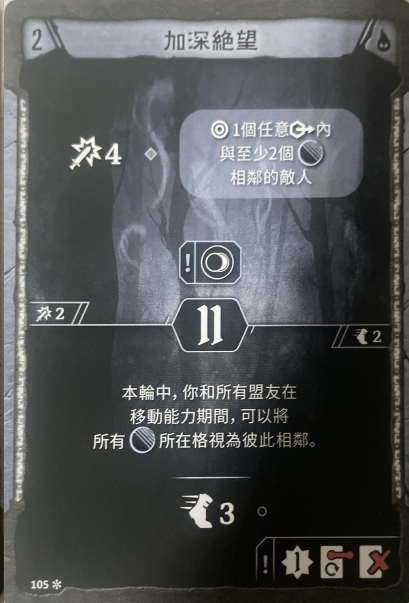 2
加深絕望
4
1個任意內
與至少2個
相鄰的敵人
!
11
2
2
本輪中, 你和所有盟友在
移動能力期間, 可以將
所有 所在格視為彼此相鄰。
3
!
105